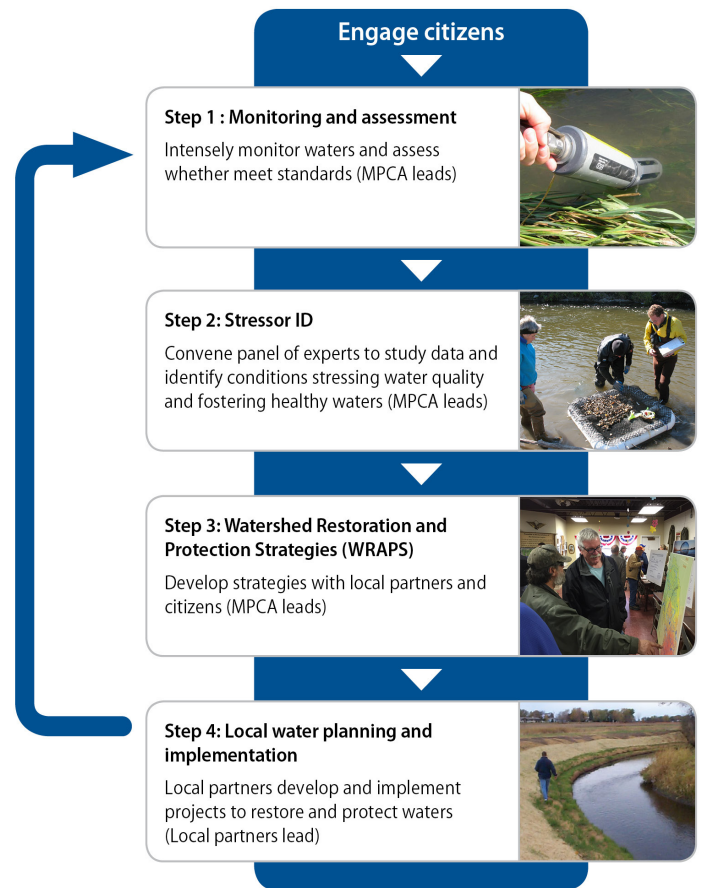 Engage citizens
Step 1 : Monitoring and assessment
Intensely monitor waters and assess
whether meet standards (MPCA leads)
Step 2: Stressor ID
Convene panel of experts to study data and
identify conditions stressing water quality
and fostering healthy waters (MPCA leads)
Step 3: Watershed Restoration and
Protection Strategies (WRAPS)
Develop strategies with local partners and
citizens (MPCA leads)
Step 4: Local water planning and
implementation
Local partners develop and implement
projects to restore and protect waters
(Local partners lead)